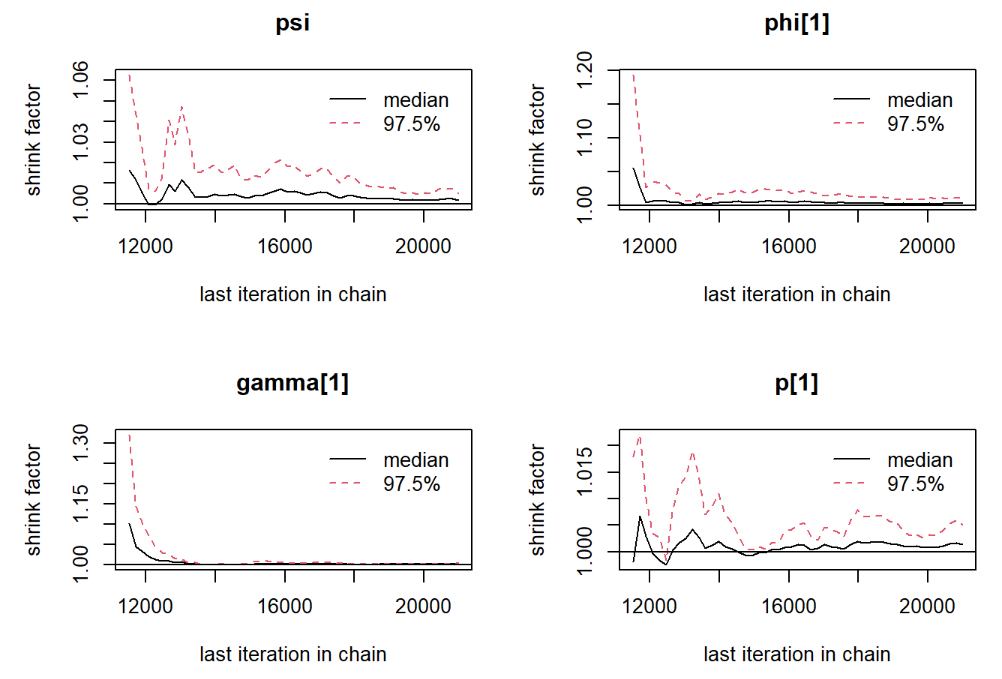 psi
shrink factor
1.00 1.03 1.06
median
97.5%
12000 16000 20000
last iteration in chain
phi[1]
shrink factor
1.00 1.10 1.20
median
97.5%
12000 16000 20000
last iteration in chain
gamma[1]
shrink factor
1.00 1.15 1.30
median
97.5%
12000 16000 20000
last iteration in chain
p[1]
shrink factor
1.000 1.015
median
97.5%
12000 16000 20000
last iteration in chain